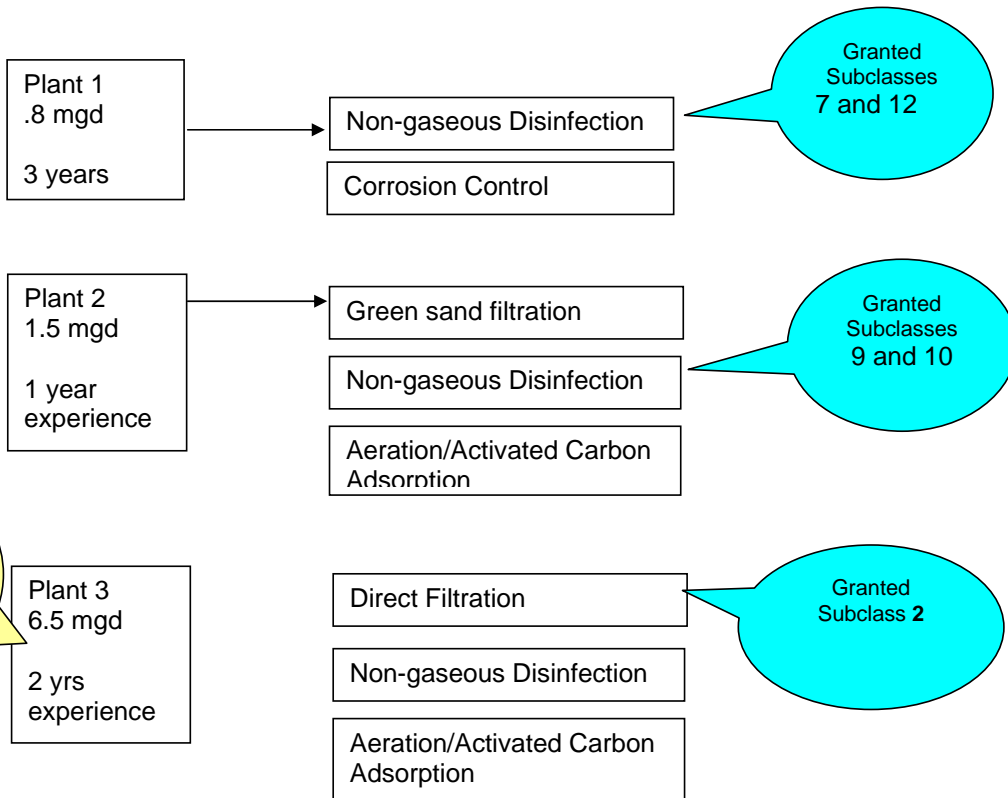 Plant 1
.8 mgd
3 years
Non-gaseous Disinfection
Corrosion Control
Granted
Subclasses
7 and 12
Plant 2
1.5 mgd
1 year
experience
Green sand filtration
Non-gaseous Disinfection
Aeration/Activated Carbon
Adsorption
Granted
Subclasses
9 and 10
Plant 3
6.5 mgd
2 yrs
experience
Direct Filtration
Non-gaseous Disinfection
Aeration/Activated Carbon
Adsorption
Granted
Subclass 2